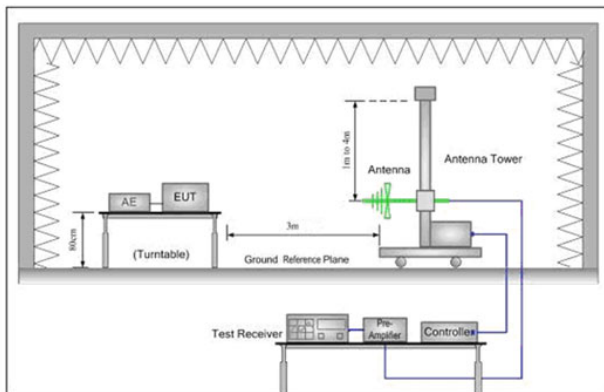 1m to 4m
Antenna
Antenna Tower
AE
EUT
80cm
(Turntable)
3m
Ground Reference Plane
Test Receiver
Pre-
Amplifier
Controller